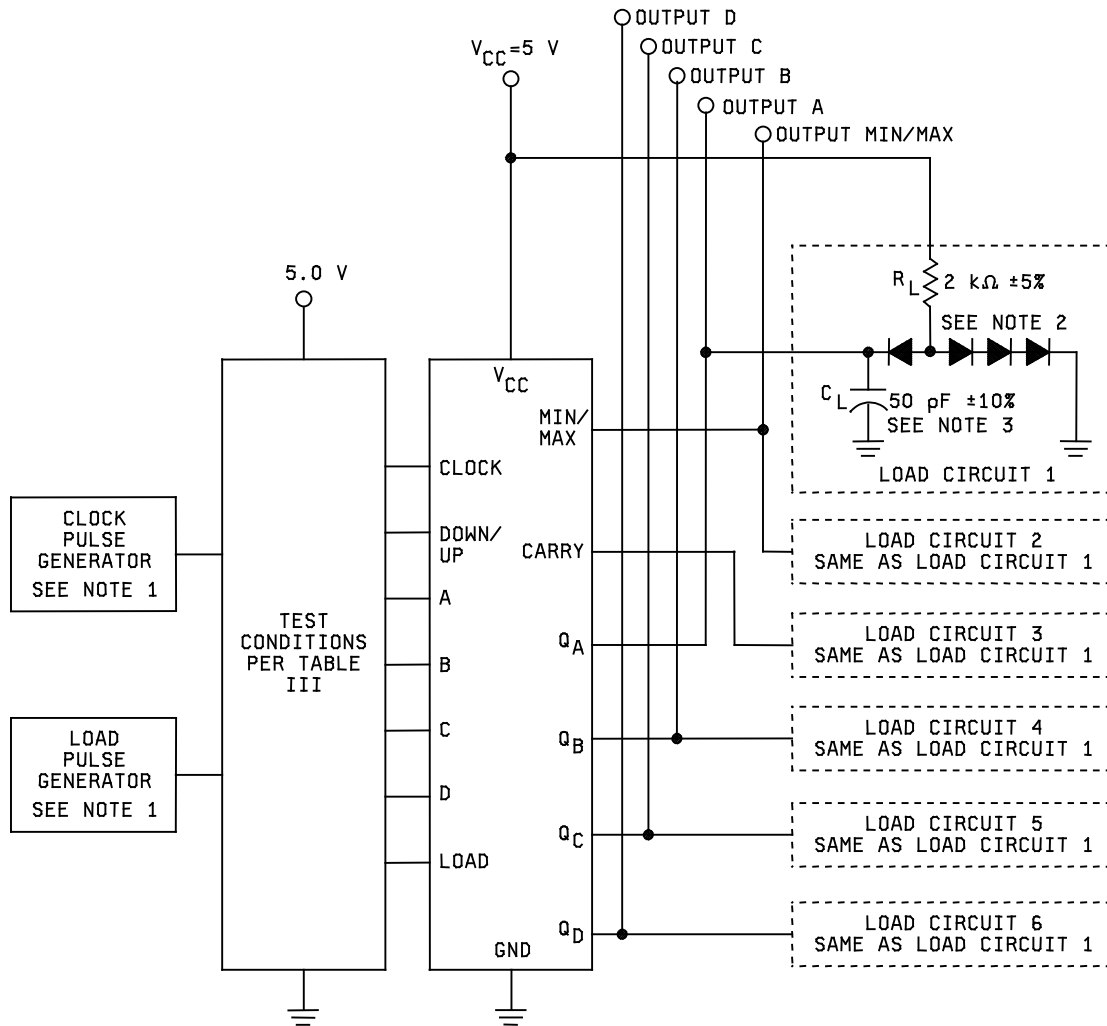 OUTPUT D
OUTPUT C
OUTPUT B
OUTPUT A
OUTPUT MIN/MAX
VCC=5 V
5.0 V
RL 2 kΩ ±5%
SEE NOTE 2
CL 50 pF ±10%
SEE NOTE 3
LOAD CIRCUIT 1
CLOCK
PULSE
GENERATOR
SEE NOTE 1
LOAD
PULSE
GENERATOR
SEE NOTE 1
TEST
CONDITIONS
PER TABLE
III
VCC
MIN/
MAX
CLOCK
DOWN/
UP
CARRY
A
QA
B
C
QB
D
QC
LOAD
QD
GND
LOAD CIRCUIT 2
SAME AS LOAD CIRCUIT 1
LOAD CIRCUIT 3
SAME AS LOAD CIRCUIT 1
LOAD CIRCUIT 4
SAME AS LOAD CIRCUIT 1
LOAD CIRCUIT 5
SAME AS LOAD CIRCUIT 1
LOAD CIRCUIT 6
SAME AS LOAD CIRCUIT 1